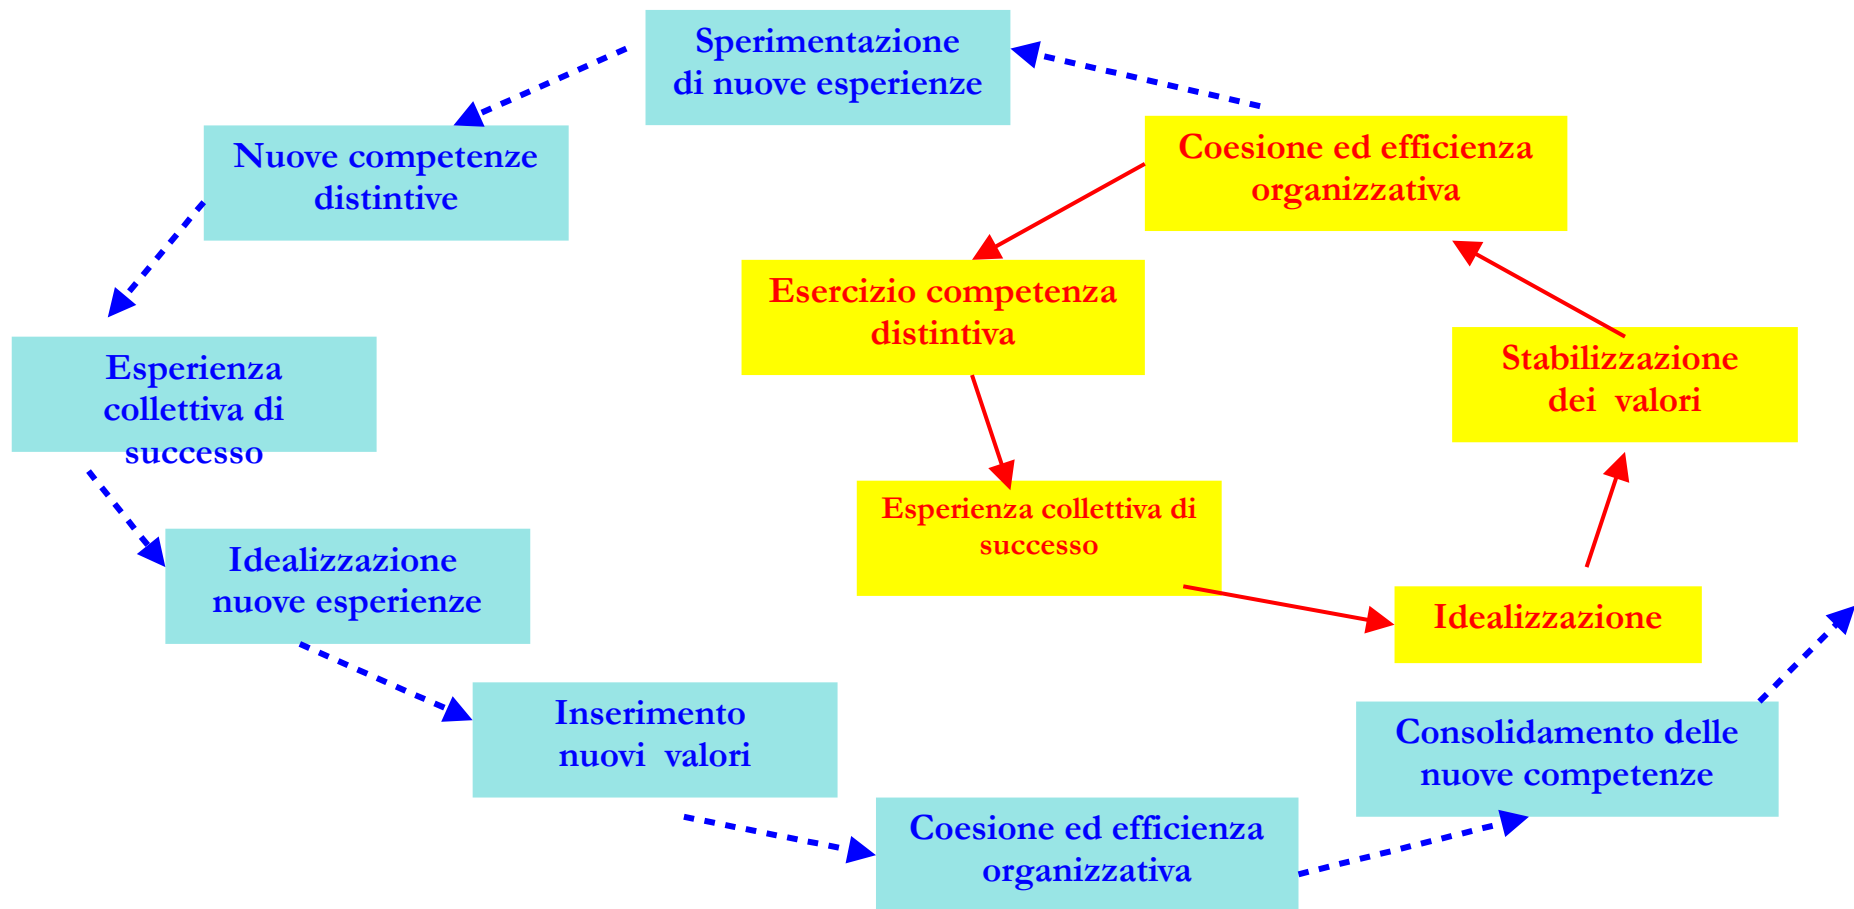 Sperimentazione
di nuove esperienze
Nuove competenze
distintive
Coesione ed efficienza
organizzativa
Esercizio competenza
distintiva
Esperienza
collettiva di
successo
Stabilizzazione
dei valori
Esperienza collettiva di
successo
Idealizzazione
nuove esperienze
Idealizzazione
Inserimento
nuovi valori
Consolidamento delle
nuove competenze
Coesione ed efficienza
organizzativa